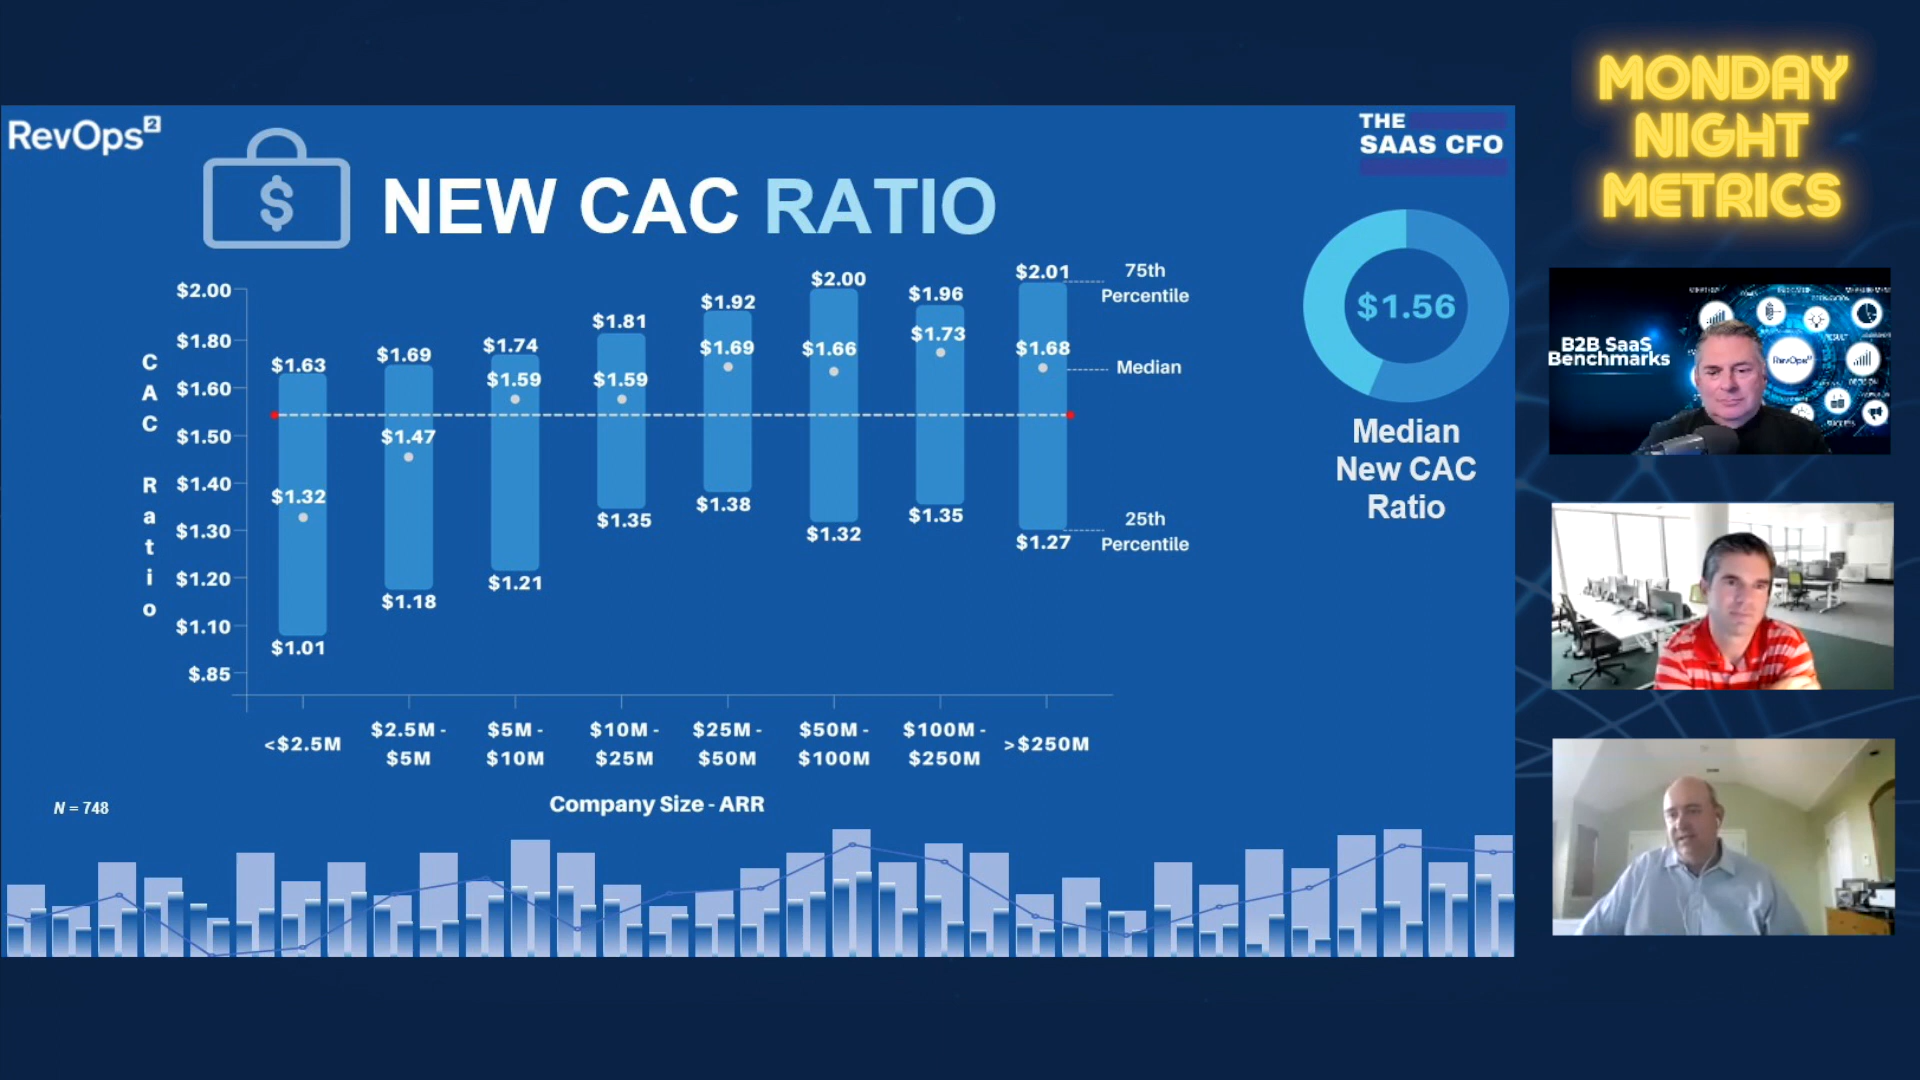 RevOps²
THE
SAAS CFO
$
NEW CAC RATIO
MONDAY
NIGHT
METRICS
CAC Ratio
$2.00
$1.80
$1.60
$1.50
$1.40
$1.30
$1.20
$1.10
$.85
$1.63
$1.32
$1.01
$1.69
$1.47
$1.18
$1.74
$1.59
$1.21
$1.81
$1.59
$1.35
$1.92
$1.69
$1.38
$2.00
$1.66
$1.32
$1.96
$1.73
$1.35
$2.01
$1.68
$1.27
75th
Percentile
Median
25th
Percentile
<$2.5M
$2.5M -
$5M
$5M -
$10M
$10M -
$25M
$25M -
$50M
$50M -
$100M
$100M -
$250M
>$250M
Company Size - ARR
N = 748
$1.56
Median
New CAC
Ratio
B2B SaaS
Benchmarks
RevOps²
RESULT
SUCCESS